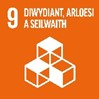 9 DIWYDIANT, ARLOESI
A SEILWAITH